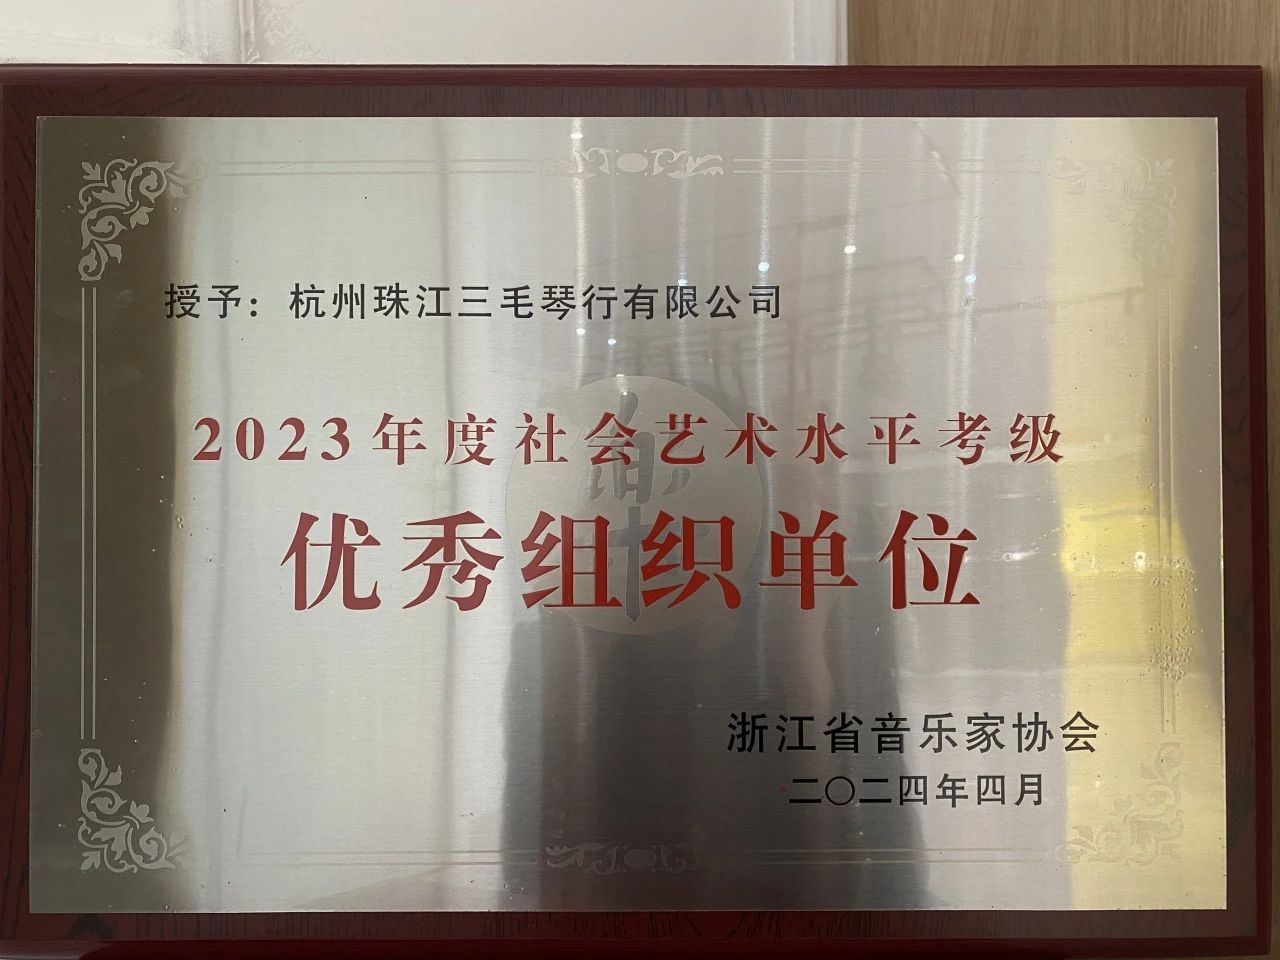 授予：杭州珠江三毛琴行有限公司
2023年度社会艺术水平考级
优秀组织单位
浙江省音乐家协会
二〇二四年四月